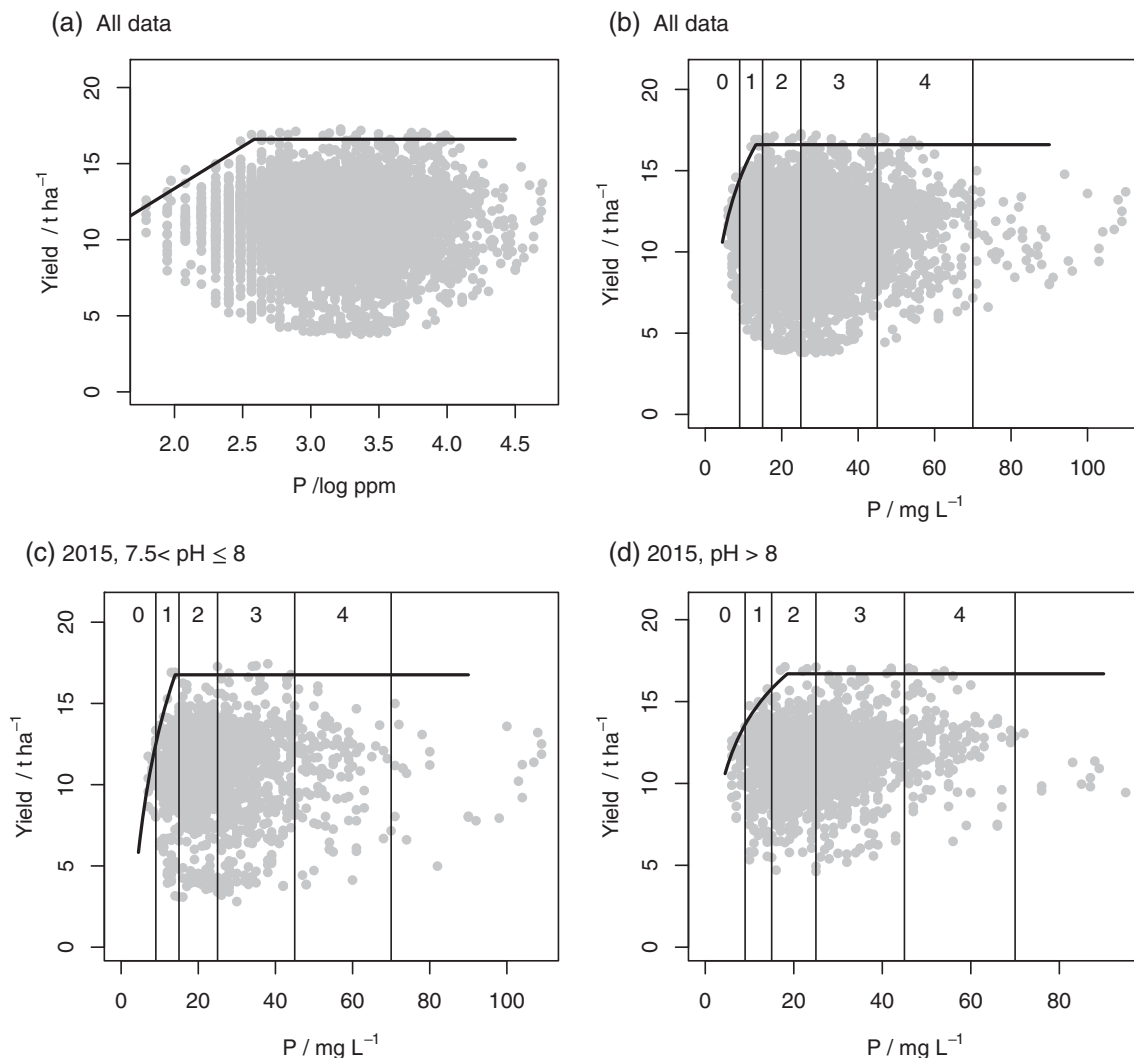 (a) All data
20
15
10
5
0
Yield / t ha⁻¹
2.0 2.5 3.0 3.5 4.0 4.5
P /log ppm
(b) All data
0 1 2 3 4
20
15
10
5
0
Yield / t ha⁻¹
0 20 40 60 80 100
P / mg L⁻¹
(c) 2015, 7.5< pH ≤ 8
0 1 2 3 4
20
15
10
5
0
Yield / t ha⁻¹
0 20 40 60 80 100
P / mg L⁻¹
(d) 2015, pH > 8
0 1 2 3 4
20
15
10
5
0
Yield / t ha⁻¹
0 20 40 60 80
P / mg L⁻¹